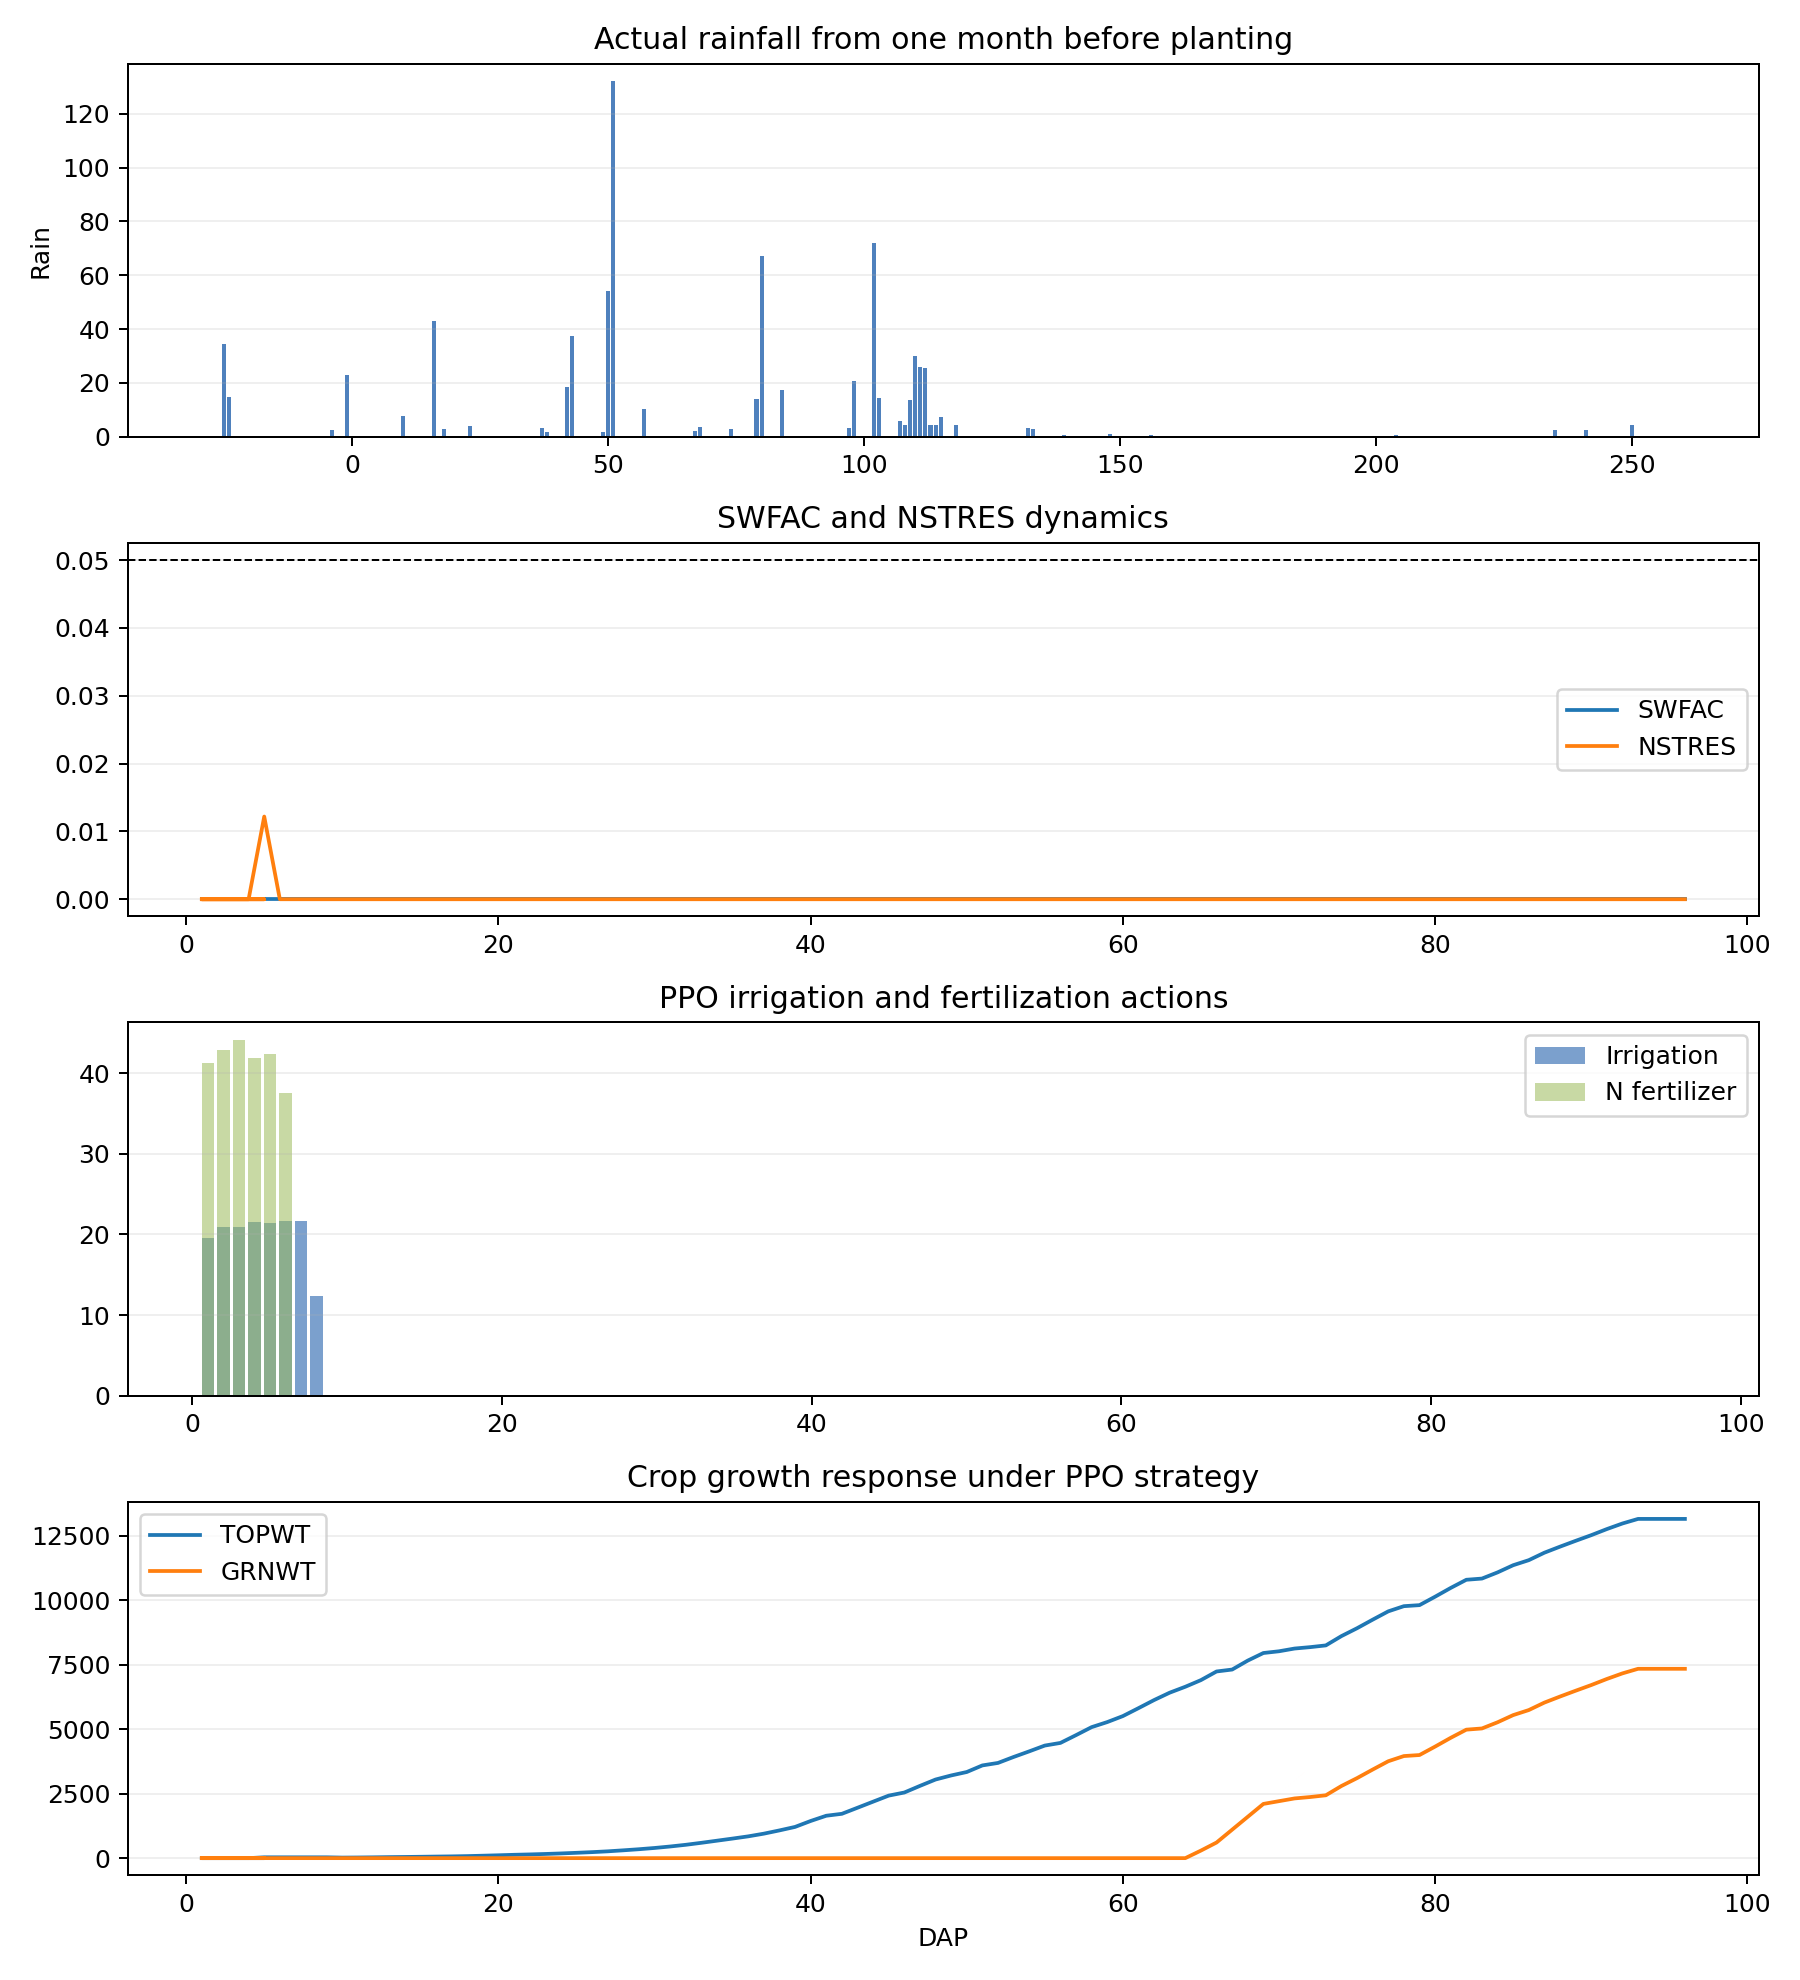 Actual rainfall from one month before planting
Rain
120
100
80
60
40
20
0
0 50 100 150 200 250
SWFAC and NSTRES dynamics
0.05
0.04
0.03
0.02
0.01
0.00
SWFAC
NSTRES
0 20 40 60 80 100
PPO irrigation and fertilization actions
40
30
20
10
0
Irrigation
N fertilizer
0 20 40 60 80 100
Crop growth response under PPO strategy
12500
10000
7500
5000
2500
0
TOPWT
GRNWT
0 20 40 60 80 100
DAP